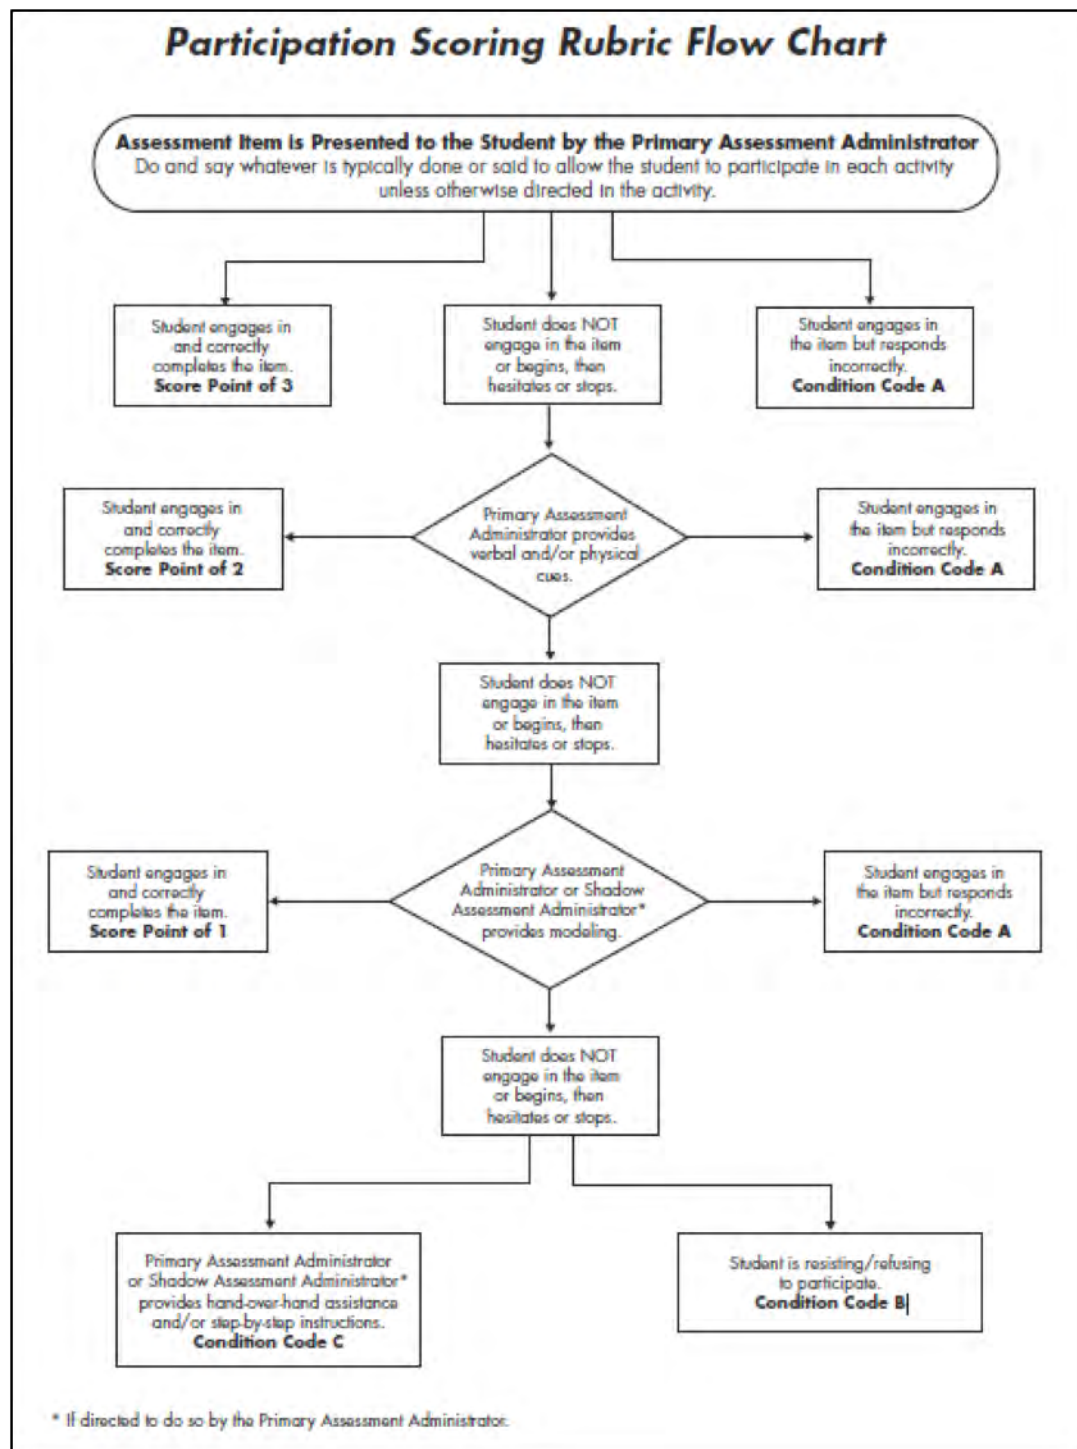 Participation Scoring Rubric Flow Chart
Assessment Item is Presented to the Student by the Primary Assessment Administrator
Do and say whatever is typically done or said to allow the student to participate in each activity
unless otherwise directed in the activity.
Student engages in
and correctly
completes the item.
Score Point of 3
Student does NOT
engage in the item
or begins, then
hesitates or stops.
Student engages in
the item but responds
incorrectly.
Condition Code A
Student engages in
and correctly
completes the item.
Score Point of 2
Primary Assessment
Administrator provides
verbal and/or physical
cues.
Student engages in
the item but responds
incorrectly.
Condition Code A
Student does NOT
engage in the item
or begins, then
hesitates or stops.
Student engages in
and correctly
completes the item.
Score Point of 1
Primary Assessment
Administrator or Shadow
Assessment Administrator*
provides modeling.
Student engages in
the item but responds
incorrectly.
Condition Code A
Student does NOT
engage in the item
or begins, then
hesitates or stops.
Primary Assessment Administrator
or Shadow Assessment Administrator*
provides hand-over-hand assistance
and/or step-by-step instructions.
Condition Code C
Student is resisting/refusing
to participate.
Condition Code B
* If directed to do so by the Primary Assessment Administrator.